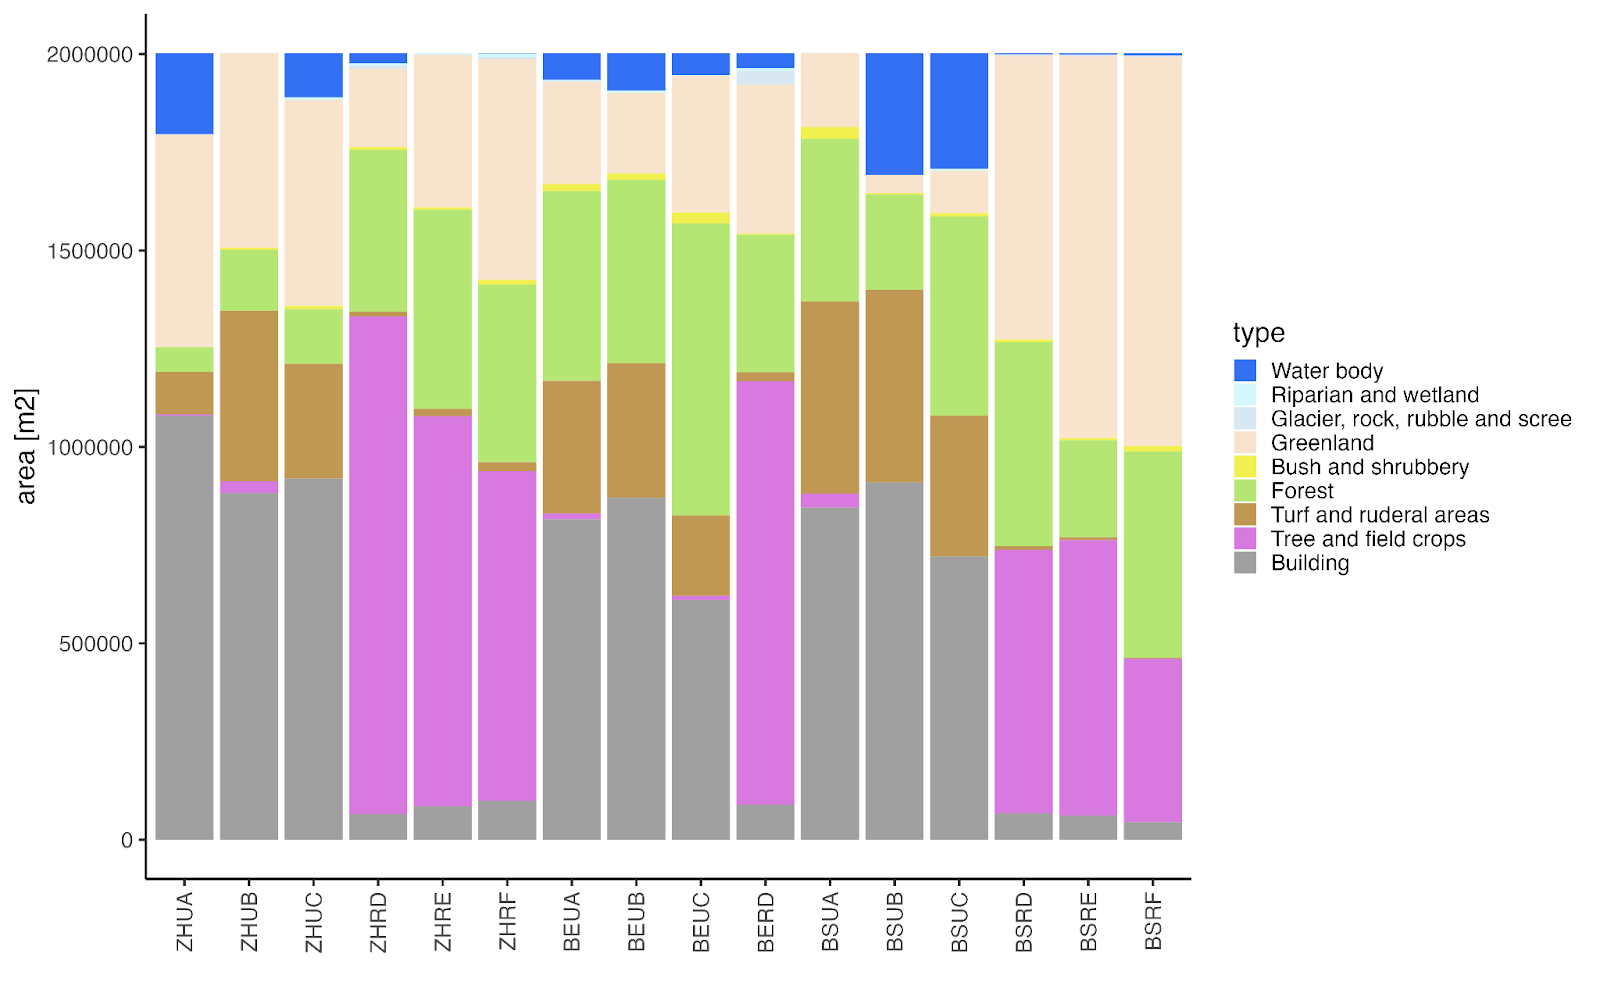 2000000
1500000
1000000
500000
0
area [m2]
ZHUA
ZHUB
ZHUC
ZHRD
ZHRE
ZHRF
BEUA
BEUB
BEUC
BERD
BSUA
BSUB
BSUC
BSRD
BSRE
BSRF
type
Water body
Riparian and wetland
Glacier, rock, rubble and scree
Greenland
Bush and shrubbery
Forest
Turf and ruderal areas
Tree and field crops
Building